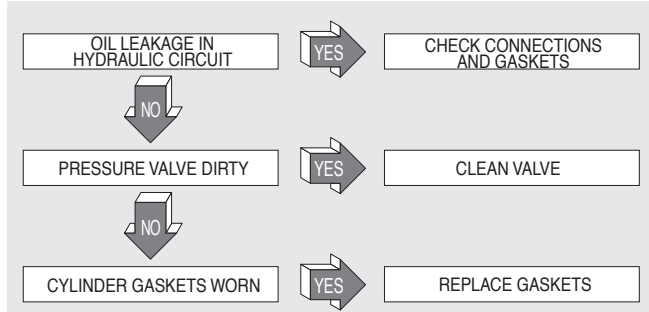 OIL LEAKAGE IN
HYDRAULIC CIRCUIT
YES
CHECK CONNECTIONS
AND GASKETS
NO
PRESSURE VALVE DIRTY
YES
CLEAN VALVE
NO
CYLINDER GASKETS WORN
YES
REPLACE GASKETS